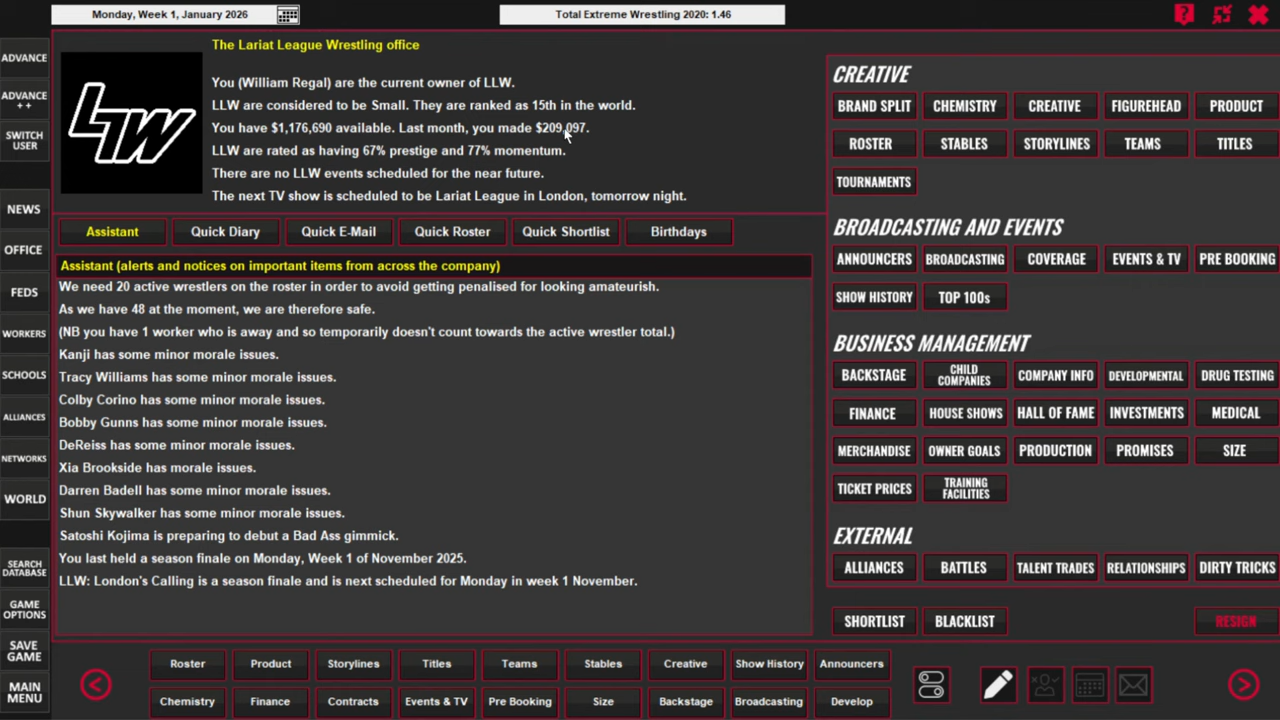 Monday, Week 1, January 2026
Total Extreme Wrestling 2020: 1.46
ADVANCE
ADVANCE
++
SWITCH
USER
NEWS
OFFICE
FEDS
WORKERS
SCHOOLS
ALLIANCES
NETWORKS
WORLD
SEARCH
DATABASE
GAME
OPTIONS
SAVE
GAME
MAIN
MENU
LLW
The Lariat League Wrestling office
You (William Regal) are the current owner of LLW.
LLW are considered to be Small. They are ranked as 15th in the world.
You have $1,176,690 available. Last month, you made $209,097.
LLW are rated as having 67% prestige and 77% momentum.
There are no LLW events scheduled for the near future.
The next TV show is scheduled to be Lariat League in London, tomorrow night.
Assistant Quick Diary Quick E-Mail Quick Roster Quick Shortlist Birthdays
Assistant (alerts and notices on important items from across the company)
We need 20 active wrestlers on the roster in order to avoid getting penalised for looking amateurish.
As we have 48 at the moment, we are therefore safe.
(NB you have 1 worker who is away and so temporarily doesn't count towards the active wrestler total.)
Kanji has some minor morale issues.
Tracy Williams has some minor morale issues.
Colby Corino has some minor morale issues.
Bobby Gunns has some minor morale issues.
DeReiss has some minor morale issues.
Xia Brookside has morale issues.
Darren Badell has some minor morale issues.
Shun Skywalker has some minor morale issues.
Satoshi Kojima is preparing to debut a Bad Ass gimmick.
You last held a season finale on Monday, Week 1 of November 2025.
LLW: London's Calling is a season finale and is next scheduled for Monday in week 1 November.
CREATIVE
BRAND SPLIT CHEMISTRY CREATIVE FIGUREHEAD PRODUCT
ROSTER STABLES STORYLINES TEAMS TITLES
TOURNAMENTS
BROADCASTING AND EVENTS
ANNOUNCERS BROADCASTING COVERAGE EVENTS & TV PRE BOOKING
SHOW HISTORY TOP 100s
BUSINESS MANAGEMENT
BACKSTAGE CHILD COMPANIES COMPANY INFO DEVELOPMENTAL DRUG TESTING
FINANCE HOUSE SHOWS HALL OF FAME INVESTMENTS MEDICAL
MERCHANDISE OWNER GOALS PRODUCTION PROMISES SIZE
TICKET PRICES TRAINING FACILITIES
EXTERNAL
ALLIANCES BATTLES TALENT TRADES RELATIONSHIPS DIRTY TRICKS
SHORTLIST BLACKLIST RESIGN
Roster Product Storylines Titles Teams Stables Creative Show History Announcers
Chemistry Finance Contracts Events & TV Pre Booking Size Backstage Broadcasting Develop